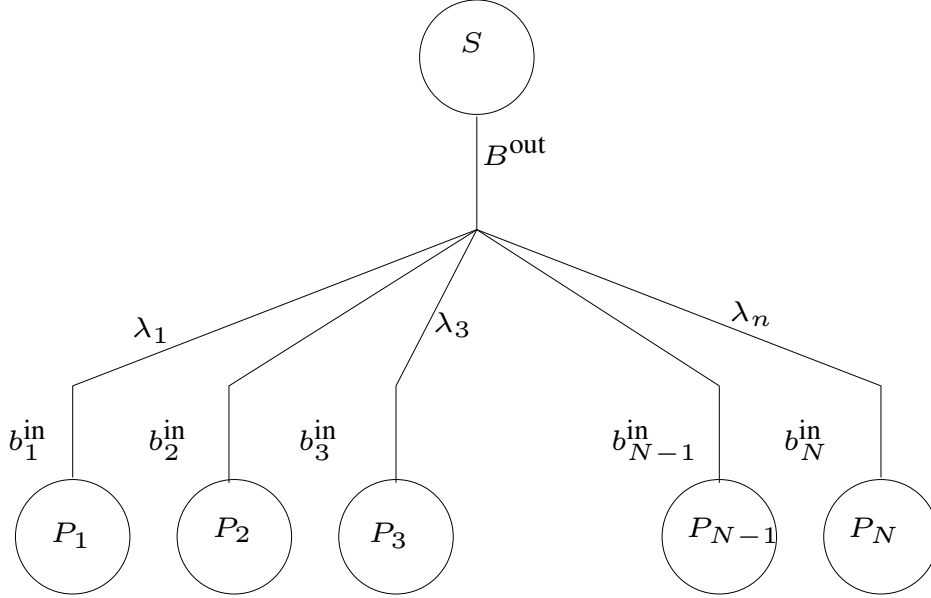 S
B^out
λ_1 λ_3 λ_n
b_1^in b_2^in b_3^in b_{N−1}^in b_N^in
P_1 P_2 P_3 P_{N−1} P_N